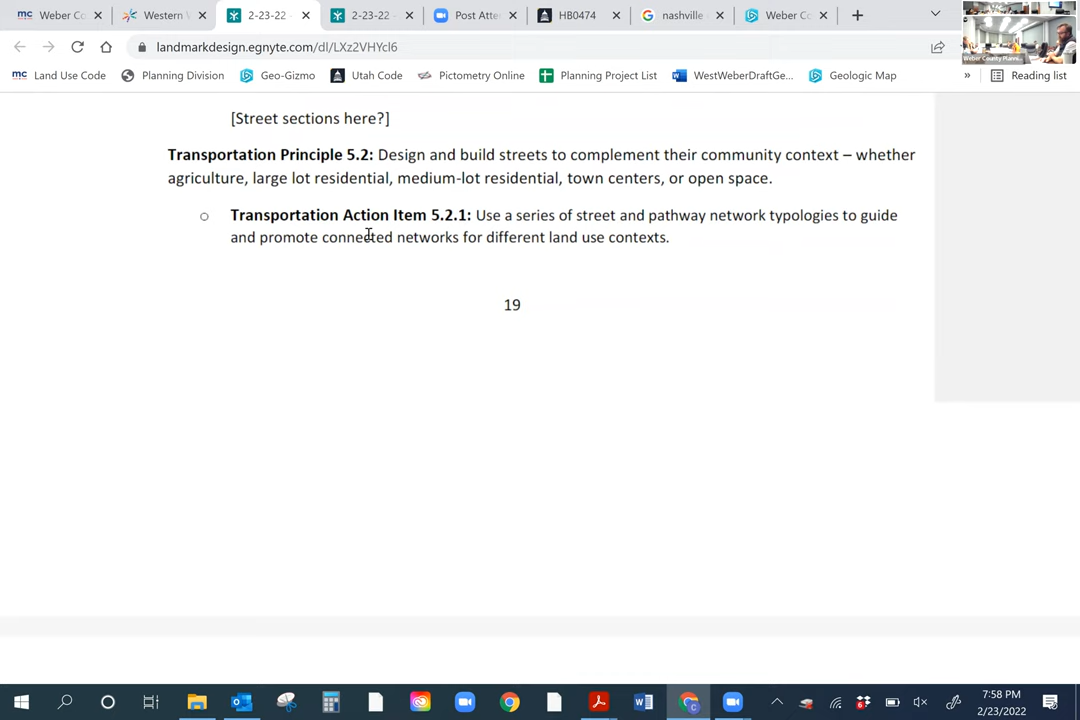 Weber Co
Western
2-23-22
2-23-22 -
Post Atte
HB0474
nashville
Weber Co
landmarkdesign.egnyte.com/dl/LXz2VHYcl6
Land Use Code
Planning Division
Geo-Gizmo
Utah Code
Pictometry Online
Planning Project List
WestWeberDraftGe...
Geologic Map
»
Reading list
Weber County Planni...
[Street sections here?]
Transportation Principle 5.2: Design and build streets to complement their community context – whether
agriculture, large lot residential, medium-lot residential, town centers, or open space.
Transportation Action Item 5.2.1: Use a series of street and pathway network typologies to guide
and promote connected networks for different land use contexts.
19
7:58 PM
2/23/2022